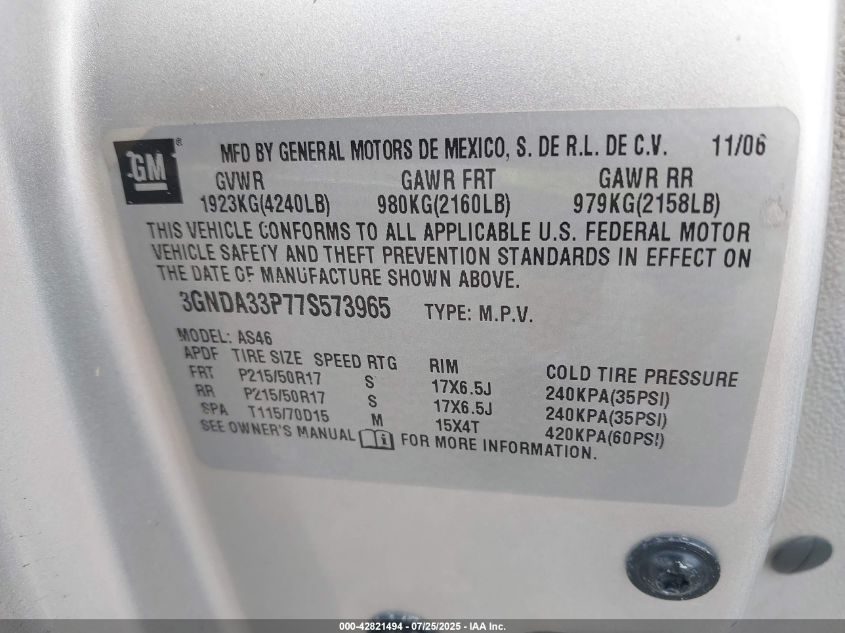 GM ® MFD BY GENERAL MOTORS DE MEXICO, S. DE R.L. DE C.V. 11/06
GVWR GAWR FRT GAWR RR
1923KG(4240LB) 980KG(2160LB) 979KG(2158LB)
THIS VEHICLE CONFORMS TO ALL APPLICABLE U.S. FEDERAL MOTOR
VEHICLE SAFETY AND THEFT PREVENTION STANDARDS IN EFFECT ON
THE DATE OF MANUFACTURE SHOWN ABOVE.
3GNDA33P77S573965 TYPE: M.P.V.
MODEL: AS46
APDF TIRE SIZE SPEED RTG RIM COLD TIRE PRESSURE
FRT P215/50R17 S 17X6.5J 240KPA(35PSI)
RR P215/50R17 S 17X6.5J 240KPA(35PSI)
SPA T115/70D15 M 15X4T 420KPA(60PSI)
SEE OWNER'S MANUAL FOR MORE INFORMATION.
000-42821494 - 07/25/2025 - IAA Inc.